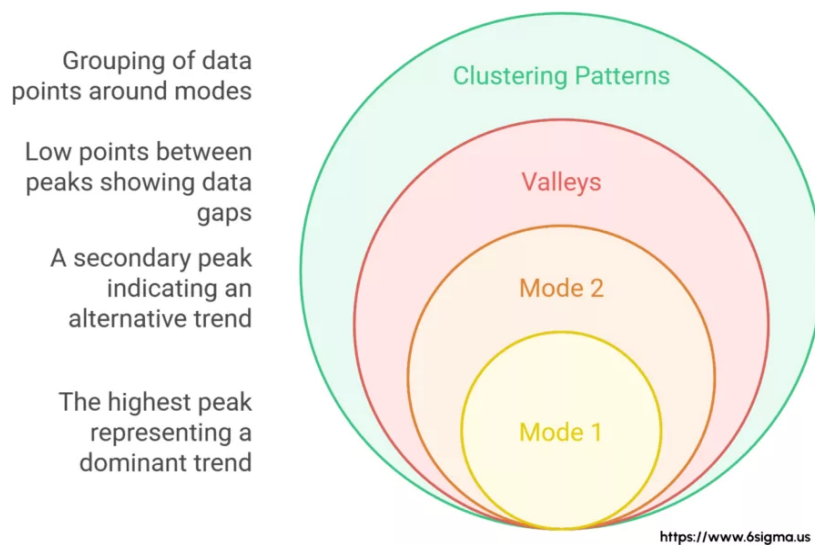 Grouping of data
points around modes
Clustering Patterns
Low points between
peaks showing data
gaps
Valleys
A secondary peak
indicating an
alternative trend
Mode 2
The highest peak
representing a
dominant trend
Mode 1
https://www.6sigma.us